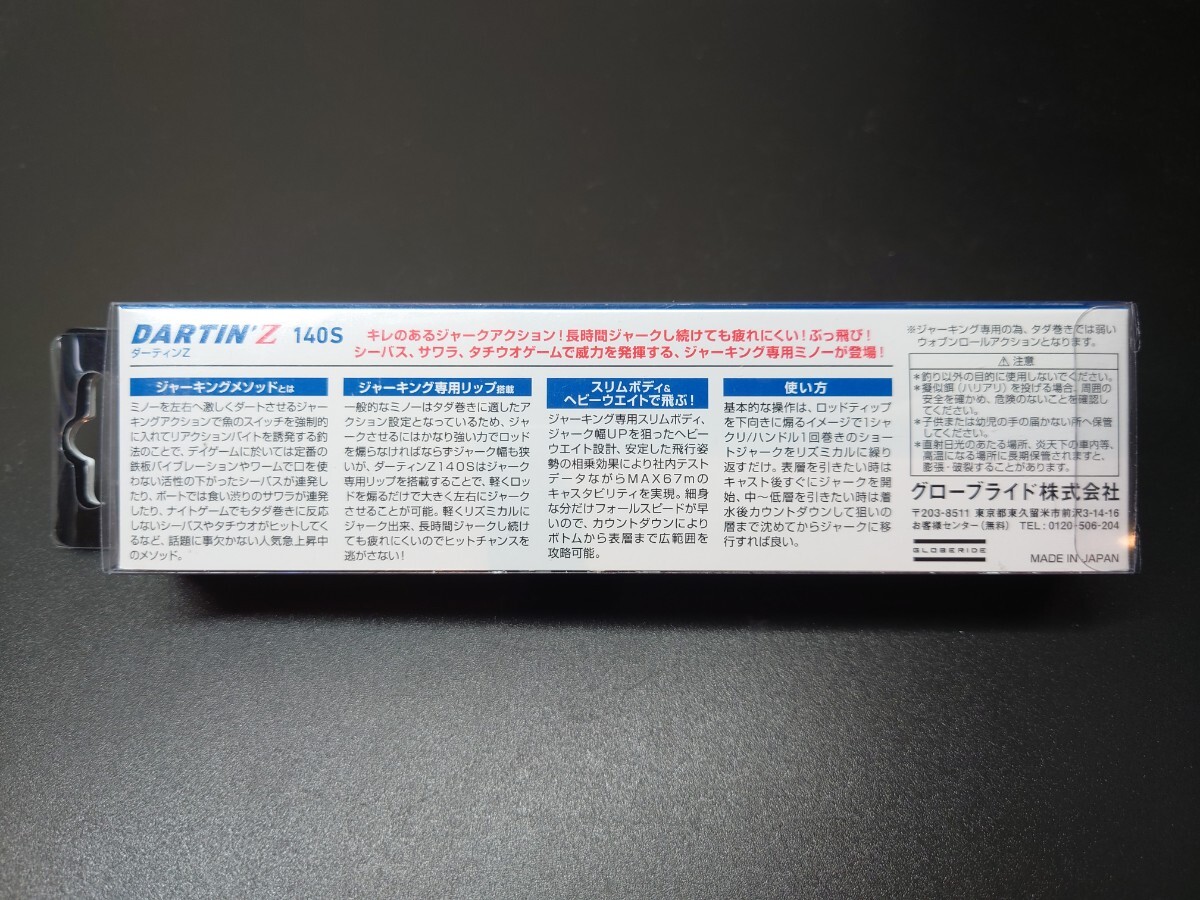 DARTIN'Z 140S
ダーティンZ
キレのあるジャークアクション！長時間ジャークし続けても疲れにくい！ぶっ飛び！
シーバス、サワラ、タチウオゲームで威力を発揮する、ジャーキング専用ミノーが登場！
ジャーキングメソッドとは
ミノーを左右へ激しくダートさせるジャー
キングアクションで魚のスイッチを強制的
に入れてリアクションバイトを誘発する釣
法のことで、デイゲームに於いては定番の
鉄板バイブレーションやワームで口を使
わない活性の下がったシーバスが連発し
たり、ボートでは食い渋りのサワラが連発
したり、ナイトゲームでもタダ巻きに反応
しないシーバスやタチウオがヒットしてく
るなど、話題に事欠かない人気急上昇中
のメソッド。
ジャーキング専用リップ搭載
一般的なミノーはタダ巻きに適したア
クション設定となっているため、ジャー
クさせるにはかなり強い力でロッド
を煽らなければならずジャーク幅も狭
いが、ダーティンZ140Sはジャーク
専用リップを搭載することで、軽くロッ
ドを煽るだけで大きく左右にジャーク
させることが可能。軽くリズミカルに
ジャーク出来、長時間ジャークし続け
ても疲れにくいのでヒットチャンスを
逃がさない！
スリムボディ&
ヘビーウエイトで飛ぶ！
ジャーキング専用スリムボディ、
ジャーク幅UPを狙ったヘビー
ウエイト設計、安定した飛行姿
勢の相乗効果により社内テスト
データながらMAX67mの
キャスタビリティを実現。細身
な分だけフォールスピードが早
いので、カウントダウンにより
ボトムから表層まで広範囲を
攻略可能。
使い方
基本的な操作は、ロッドティップ
を下向きに煽るイメージで1シャ
クリ/ハンドル1回巻きのショー
トジャークをリズミカルに繰り
返すだけ。表層を引きたい時は
キャスト後すぐにジャークを開
始、中〜低層を引きたい時は着
水後カウントダウンして狙いの
層まで沈めてからジャークに移
行すれば良い。
※ジャーキング専用の為、タダ巻きでは弱い
ウォブンロールアクションとなります。
⚠注意
＊釣り以外の目的に使用しないでください。
＊擬似餌（ハリアリ）を投げる場合、周囲の
安全を確かめ、危険のないことを確認し
てください。
＊子供または幼児の手の届かない所へ保管
してください。
＊直射日光のあたる場所、炎天下の車内等、
高温になる場所に長期保管されますと、
膨張・破裂することがあります。
グローブライド株式会社
〒203-8511 東京都東久留米市前沢3-14-16
お客様センター（無料） TEL：0120-506-204
GLOBERIDE
MADE IN JAPAN